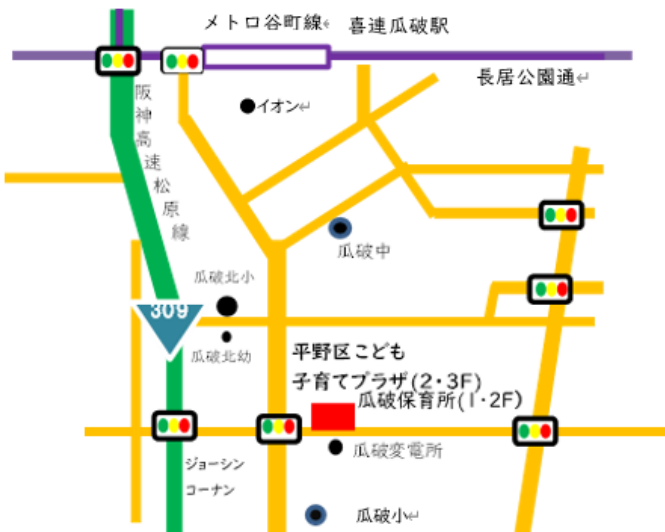 メトロ谷町線↵ 喜連瓜破駅
長居公園通↵
阪神高速松原線
イオン↵
瓜破中
瓜破北小
309
瓜破北幼
平野区こども
子育てプラザ(2・3F)
瓜破保育所(1・2F)
瓜破変電所
ジョーシン
コーナン
瓜破小↵